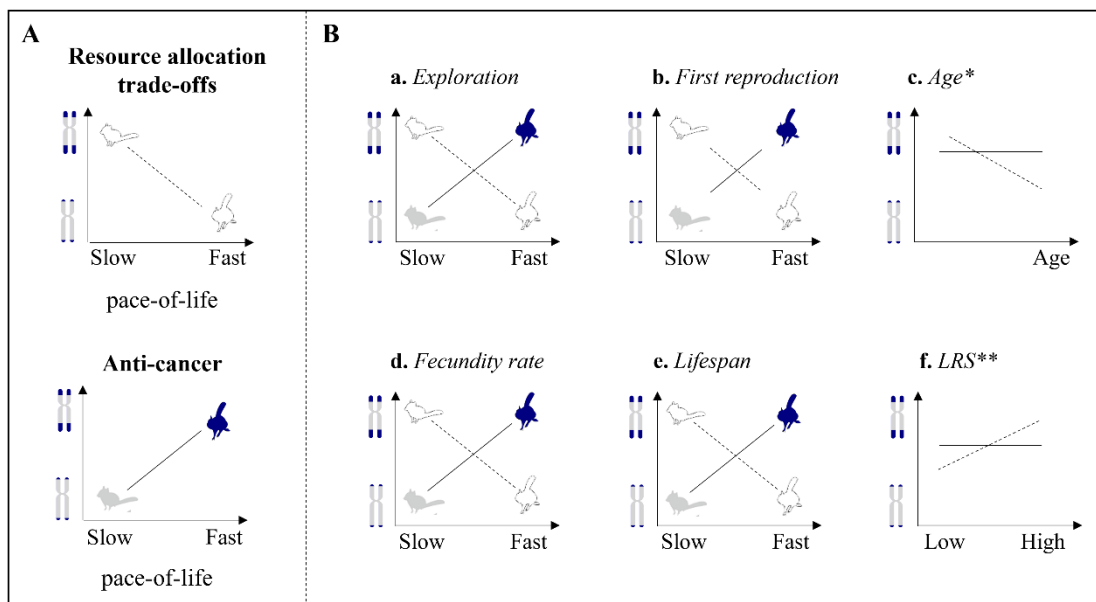 A
Resource allocation
trade-offs
Slow Fast
pace-of-life
Anti-cancer
Slow Fast
pace-of-life
B
a. Exploration
Slow Fast
b. First reproduction
Slow Fast
c. Age*
Age
d. Fecundity rate
Slow Fast
e. Lifespan
Slow Fast
f. LRS**
Low High